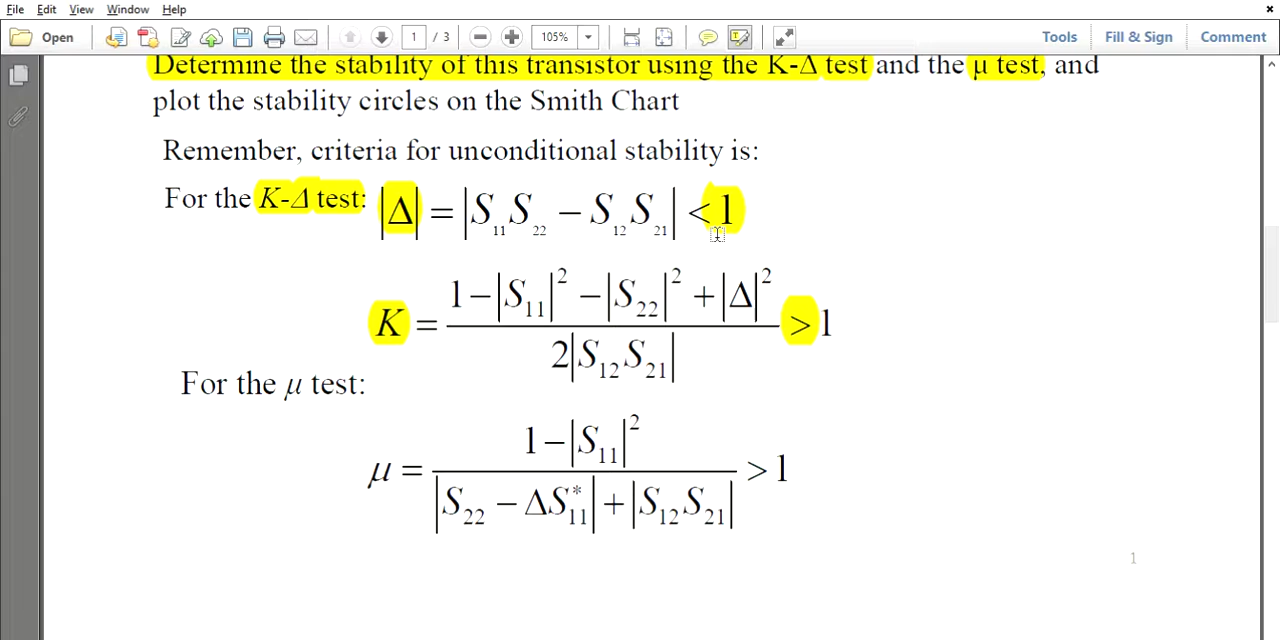 File Edit View Window Help
Open 1 / 3 105% Tools Fill & Sign Comment
Determine the stability of this transistor using the K-Δ test and the μ test, and
plot the stability circles on the Smith Chart
Remember, criteria for unconditional stability is:
For the K-Δ test: |Δ| = |S₁₁S₂₂ − S₁₂S₂₁| < 1
K = (1 − |S₁₁|² − |S₂₂|² + |Δ|²) / (2|S₁₂S₂₁|) > 1
For the μ test:
μ = (1 − |S₁₁|²) / (|S₂₂ − ΔS₁₁*| + |S₁₂S₂₁|) > 1
1